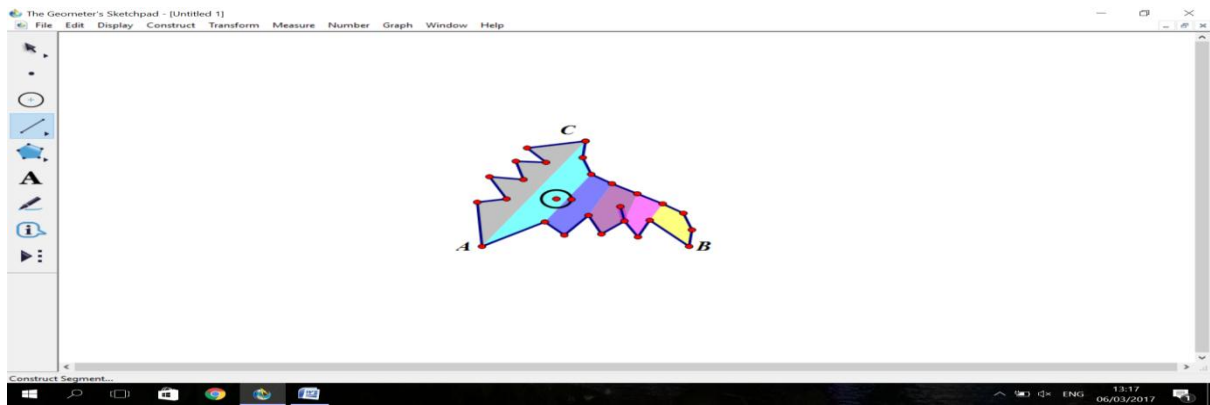 The Geometer's Sketchpad - [Untitled 1]
File Edit Display Construct Transform Measure Number Graph Window Help
C
A
A
B
Construct Segment...
ENG
13:17
06/03/2017